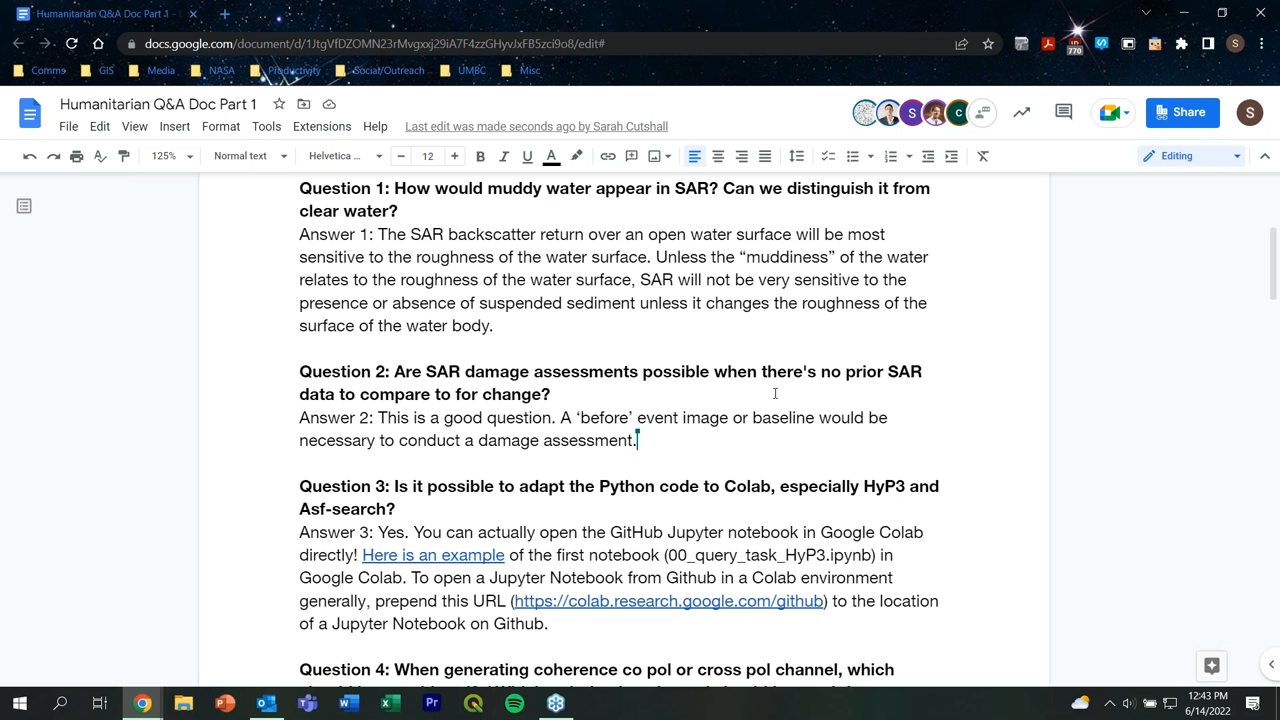 Humanitarian Q&A Doc Part 1 -
docs.google.com/document/d/1JtgVfDZOMN23rMvgxxj29iA7F4zzGHyvJxFB5zci9o8/edit#
770
S
Comms
GIS
Media
NASA
Productivity
Social/Outreach
UMBC
Misc
Humanitarian Q&A Doc Part 1
S
C
Share
S
File
Edit
View
Insert
Format
Tools
Extensions
Help
Last edit was made seconds ago by Sarah Cutshall
125%
Normal text
Helvetica ...
12
B
I
U
A
Editing
Question 1: How would muddy water appear in SAR? Can we distinguish it from
clear water?
Answer 1: The SAR backscatter return over an open water surface will be most
sensitive to the roughness of the water surface. Unless the “muddiness” of the water
relates to the roughness of the water surface, SAR will not be very sensitive to the
presence or absence of suspended sediment unless it changes the roughness of the
surface of the water body.
Question 2: Are SAR damage assessments possible when there's no prior SAR
data to compare to for change?
Answer 2: This is a good question. A ‘before’ event image or baseline would be
necessary to conduct a damage assessment.
Question 3: Is it possible to adapt the Python code to Colab, especially HyP3 and
Asf-search?
Answer 3: Yes. You can actually open the GitHub Jupyter notebook in Google Colab
directly! Here is an example of the first notebook (00_query_task_HyP3.ipynb) in
Google Colab. To open a Jupyter Notebook from Github in a Colab environment
generally, prepend this URL (https://colab.research.google.com/github) to the location
of a Jupyter Notebook on Github.
Question 4: When generating coherence co pol or cross pol channel, which
12:43 PM
6/14/2022